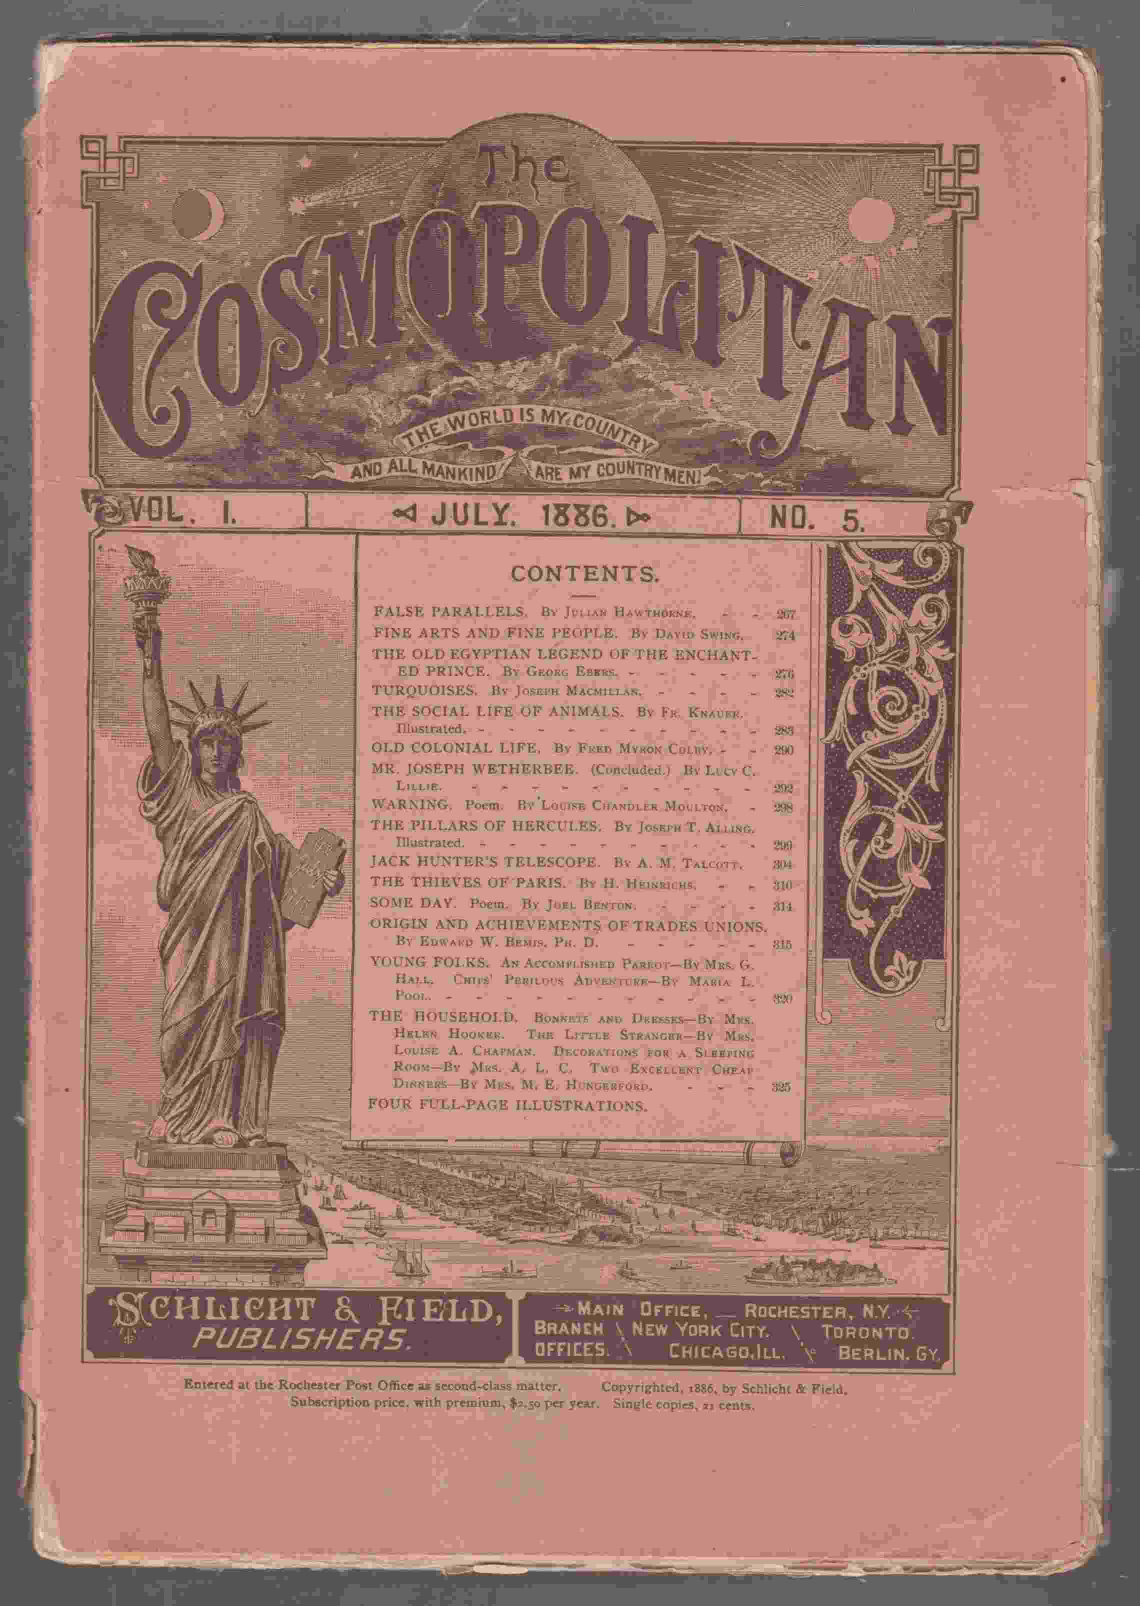 The
COSMOPOLITAN
THE WORLD IS MY COUNTRY
AND ALL MANKIND ARE MY COUNTRYMEN!
VOL. 1. JULY. 1886. NO. 5.
CONTENTS.
FALSE PARALLELS. BY JULIAN HAWTHORNE. - - 267
FINE ARTS AND FINE PEOPLE. BY DAVID SWING. 274
THE OLD EGYPTIAN LEGEND OF THE ENCHANT-
ED PRINCE. BY GEORG EBERS. - - - - - 276
TURQUOISES. BY JOSEPH MACMILLAN. - - - - 282
THE SOCIAL LIFE OF ANIMALS. BY FR. KNAUER.
Illustrated. - - - - - - - - - - 283
OLD COLONIAL LIFE. BY FRED MYRON COLBY. - - 290
MR. JOSEPH WETHERBEE. (Concluded.) BY LUCY C.
LILLIE. - - - - - - - - - - 292
WARNING. Poem. BY LOUISE CHANDLER MOULTON. - 298
THE PILLARS OF HERCULES. BY JOSEPH T. ALLING.
Illustrated. - - - - - - - - - - 299
JACK HUNTER'S TELESCOPE. BY A. M. TALCOTT. 304
THE THIEVES OF PARIS. BY H. HEINRICHS. - - 310
SOME DAY. Poem. BY JOEL BENTON. - - - - 314
ORIGIN AND ACHIEVEMENTS OF TRADES UNIONS.
BY EDWARD W. BEMIS, PH. D. - - - - - 315
YOUNG FOLKS. AN ACCOMPLISHED PARROT—BY MRS. G.
HALL. CHIPS' PERILOUS ADVENTURE—BY MARIA L.
POOL. - - - - - - - - - - - 320
THE HOUSEHOLD. BONNETS AND DRESSES—BY MRS.
HELEN HOOKER. THE LITTLE STRANGER—BY MRS.
LOUISE A. CHAPMAN. DECORATIONS FOR A SLEEPING
ROOM—BY MRS. A. L. C. TWO EXCELLENT CHEAP
DINNERS—BY MRS. M. E. HUNGERFORD. - - - 325
FOUR FULL-PAGE ILLUSTRATIONS.
SCHLICHT & FIELD,
PUBLISHERS.
MAIN OFFICE, ROCHESTER, N.Y.
BRANCH NEW YORK CITY. TORONTO.
OFFICES. CHICAGO, ILL. BERLIN, GY.
Entered at the Rochester Post Office as second-class matter. Copyrighted, 1886, by Schlicht & Field.
Subscription price, with premium, $2.50 per year. Single copies, 21 cents.